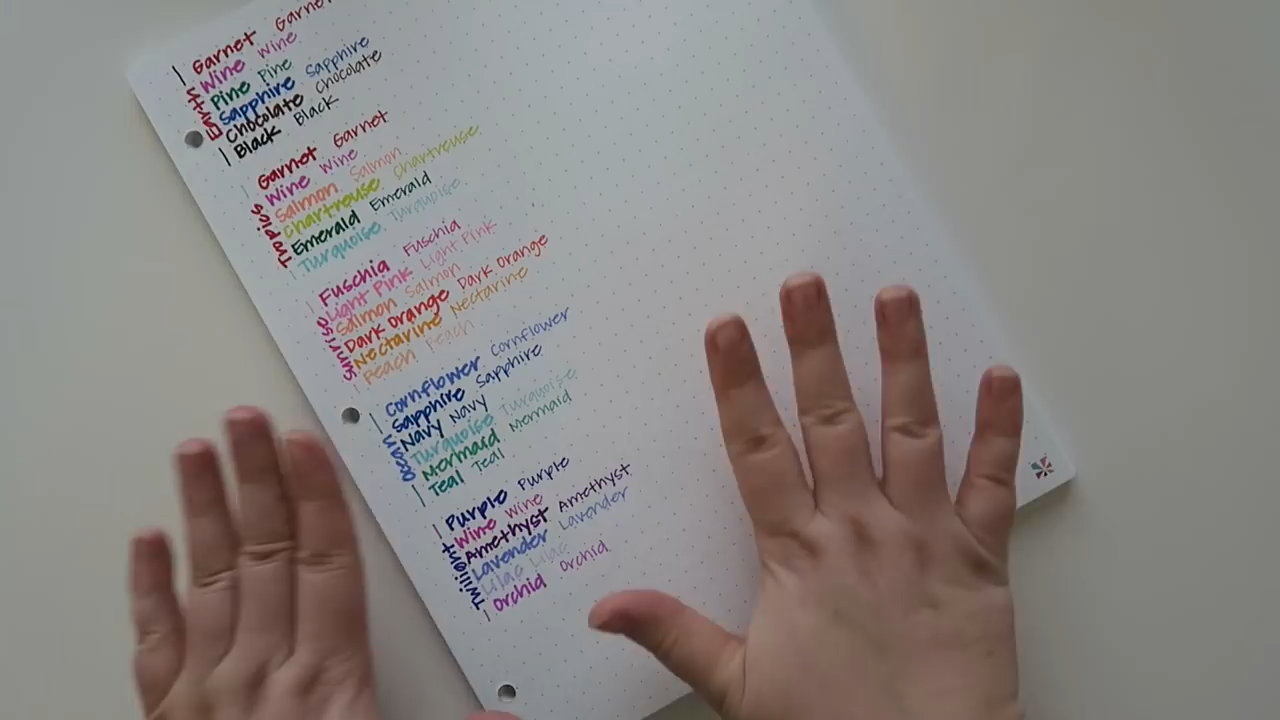 Earth
Garnet Garnet
Wine Wine
Pine Pine
Sapphire Sapphire
Chocolate Chocolate
Black Black
Tropics
Garnet Garnet
Wine Wine
Salmon Salmon
Chartreuse Chartreuse
Emerald Emerald
Turquoise Turquoise
Sunrise
Fuschia Fuschia
Light Pink Light Pink
Salmon Salmon
Dark Orange Dark Orange
Nectarine Nectarine
Peach Peach
Ocean
Cornflower Cornflower
Sapphire Sapphire
Navy Navy
Turquoise Turquoise
Mermaid Mermaid
Teal Teal
Purple Purple
Wine Wine
Amethyst Amethyst
Lavender Lavender
Lilac Lilac
Orchid Orchid